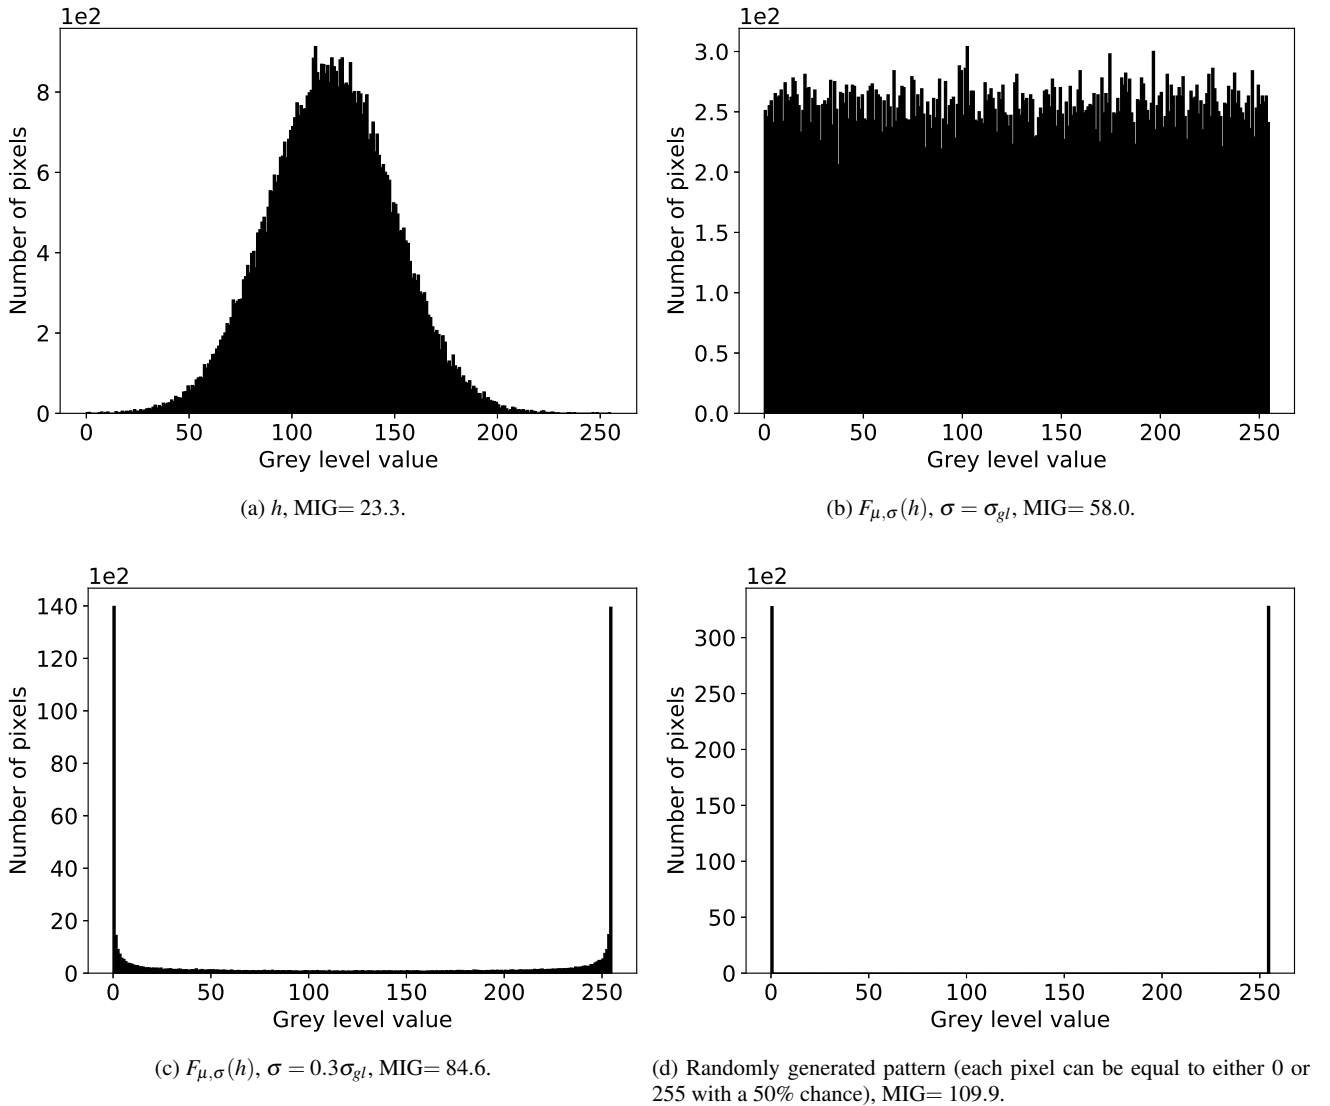 1e2
8
6
4
2
0
Number of pixels
0 50 100 150 200 250
Grey level value
(a) h, MIG= 23.3.
1e2
3.0
2.5
2.0
1.5
1.0
0.5
0.0
Number of pixels
0 50 100 150 200 250
Grey level value
(b) Fμ,σ(h), σ = σgl, MIG= 58.0.
1e2
140
120
100
80
60
40
20
0
Number of pixels
0 50 100 150 200 250
Grey level value
(c) Fμ,σ(h), σ = 0.3σgl, MIG= 84.6.
1e2
300
250
200
150
100
50
0
Number of pixels
0 50 100 150 200 250
Grey level value
(d) Randomly generated pattern (each pixel can be equal to either 0 or
255 with a 50% chance), MIG= 109.9.